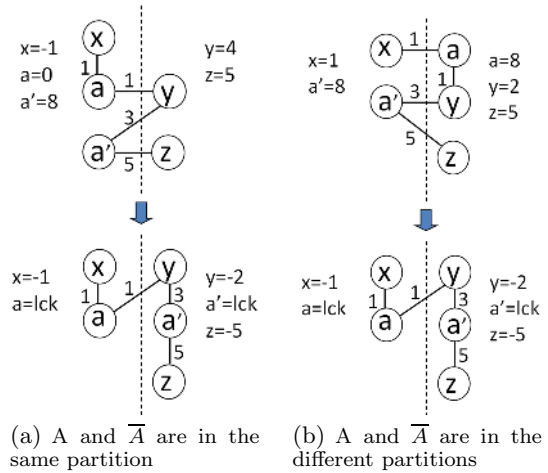 x=-1
a=0
a′=8
x
1
a
1
y
3
a′
5
z
y=4
z=5
x=1
a′=8
x
1
a
1
a′
3
y
5
z
a=8
y=2
z=5
x=-1
a=lck
x
1
a
1
y
3
a′
5
z
y=-2
a′=lck
z=-5
x=-1
a=lck
x
1
a
1
y
3
a′
5
z
y=-2
a′=lck
z=-5
(a) A and A̅ are in the
same partition
(b) A and A̅ are in the
different partitions